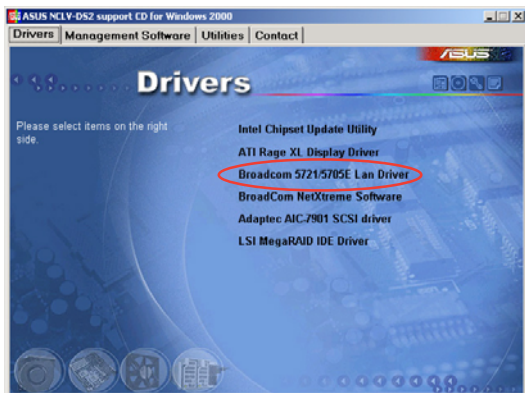 ASUS NCLV-DS2 support CD for Windows 2000
Drivers Management Software Utilities Contact
ASUS
Drivers
Please select items on the right
side.
Intel Chipset Update Utility
ATI Rage XL Display Driver
Broadcom 5721/5705E Lan Driver
BroadCom NetXtreme Software
Adaptec AIC-7901 SCSI driver
LSI MegaRAID IDE Driver